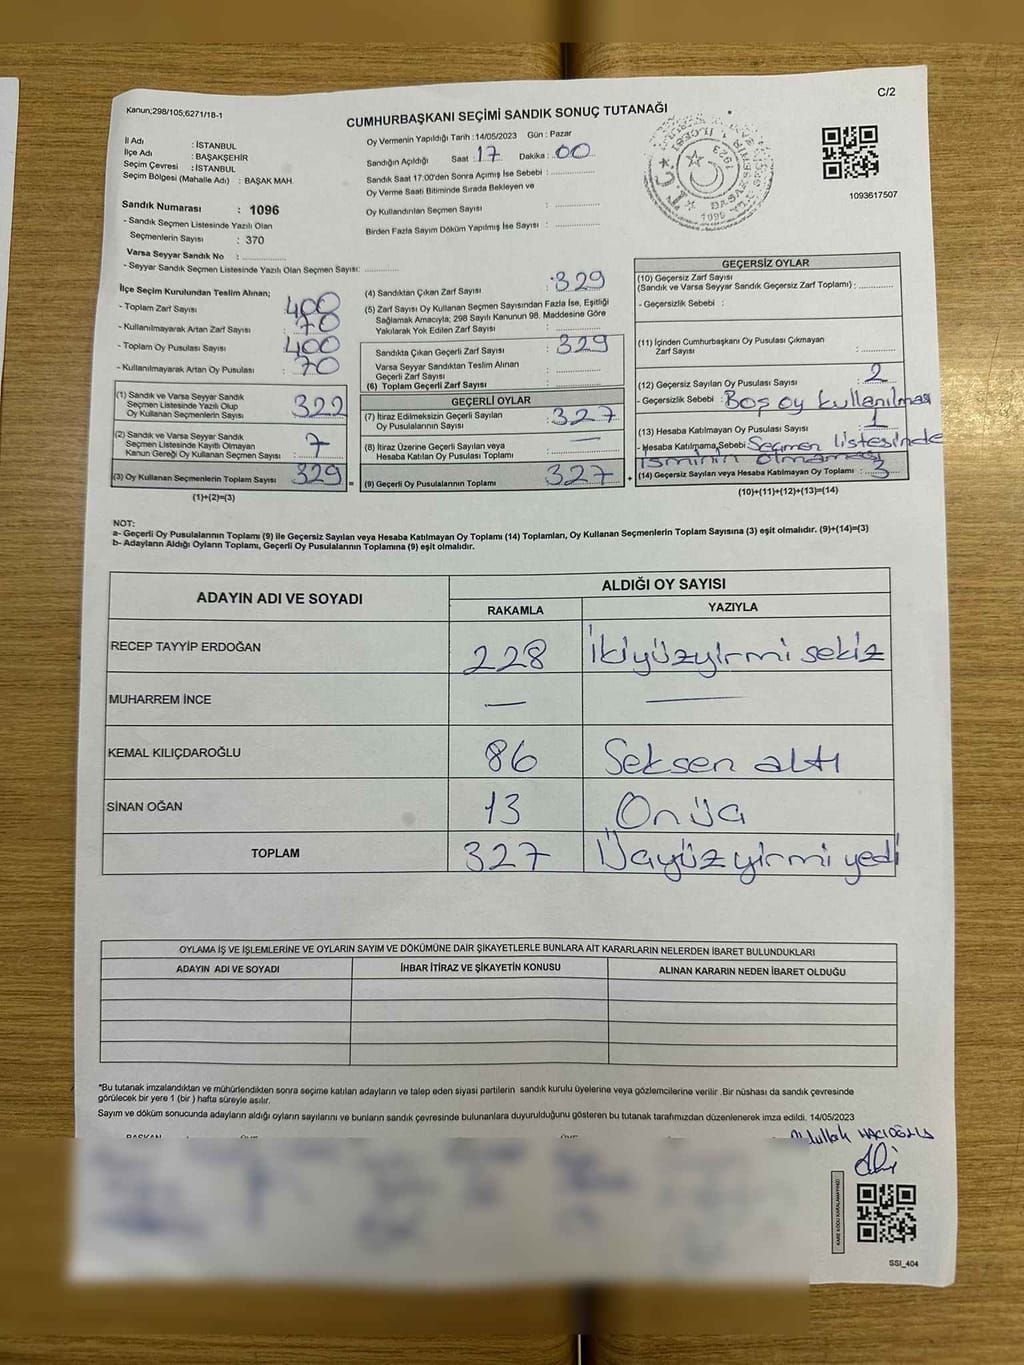 Kanun;298/105;6271/18-1
C/2
CUMHURBAŞKANI SEÇİMİ SANDIK SONUÇ TUTANAĞI
İl Adı : İSTANBUL
İlçe Adı : BAŞAKŞEHİR
Seçim Çevresi : İSTANBUL
Seçim Bölgesi (Mahalle Adı) : BAŞAK MAH.
Sandık Numarası : 1096
- Sandık Seçmen Listesinde Yazılı Olan
Seçmenlerin Sayısı : 370
Varsa Seyyar Sandık No :
- Seyyar Sandık Seçmen Listesinde Yazılı Olan Seçmen Sayısı:
Oy Vermenin Yapıldığı Tarih : 14/05/2023 Gün : Pazar
Sandığın Açıldığı Saat : 17 Dakika : 00
Sandık Saat 17.00'den Sonra Açımış İse Sebebi :
Oy Verme Saati Bitiminde Sırada Bekleyen ve
Oy Kullandırılan Seçmen Sayısı :
Birden Fazla Sayım Döküm Yapılmış İse Sayısı :
T.C.
1923
BAŞAKŞEHİR
1096
1093617507
İlçe Seçim Kurulundan Teslim Alınan;
- Toplam Zarf Sayısı : 400
- Kullanılmayarak Artan Zarf Sayısı : 70
- Toplam Oy Pusulası Sayısı : 400
- Kullanılmayarak Artan Oy Pusulası : 70
(1) Sandık ve Varsa Seyyar Sandık
Seçmen Listesinde Yazılı Olup
Oy Kullanan Seçmenlerin Sayısı : 322
(2) Sandık ve Varsa Seyyar Sandık
Seçmen Listesinde Kayıtlı Olmayan
Kanun Gereği Oy Kullanan Seçmen Sayısı : 7
(3) Oy Kullanan Seçmenlerin Toplam Sayısı 329 =
(1)+(2)=(3)
(4) Sandıktan Çıkan Zarf Sayısı : 329
(5) Zarf Sayısı Oy Kullanan Seçmen Sayısından Fazla İse, Eşitliği
Sağlamak Amacıyla; 298 Sayılı Kanunun 98. Maddesine Göre
Yakılarak Yok Edilen Zarf Sayısı :
Sandıkta Çıkan Geçerli Zarf Sayısı : 329
Varsa Seyyar Sandıktan Teslim Alınan
Geçerli Zarf Sayısı :
(6) Toplam Geçerli Zarf Sayısı :
GEÇERLİ OYLAR
(7) İtiraz Edilmeksizin Geçerli Sayılan
Oy Pusulalarının Sayısı : 327
(8) İtiraz Üzerine Geçerli Sayılan veya
Hesaba Katılan Oy Pusulası Toplamı : —
(9) Geçerli Oy Pusulalarının Toplamı : 327 +
GEÇERSİZ OYLAR
(10) Geçersiz Zarf Sayısı
(Sandık ve Varsa Seyyar Sandık Geçersiz Zarf Toplamı) :
- Geçersizlik Sebebi :
(11) İçinden Cumhurbaşkanı Oy Pusulası Çıkmayan
Zarf Sayısı :
(12) Geçersiz Sayılan Oy Pusulası Sayısı : 2
- Geçersizlik Sebebi : Boş oy kullanılması
(13) Hesaba Katılmayan Oy Pusulası Sayısı : 1
- Hesaba Katılmama Sebebi: Seçmen listesinde
isminin olmaması
(14) Geçersiz Sayılan veya Hesaba Katılmayan Oy Toplamı : 3
(10)+(11)+(12)+(13)=(14)
NOT:
a- Geçerli Oy Pusulalarının Toplamı (9) ile Geçersiz Sayılan veya Hesaba Katılmayan Oy Toplamı (14) Toplamları, Oy Kullanan Seçmenlerin Toplam Sayısına (3) eşit olmalıdır. (9)+(14)=(3)
b- Adayların Aldığı Oyların Toplamı, Geçerli Oy Pusulalarının Toplamına (9) eşit olmalıdır.
ADAYIN ADI VE SOYADI
ALDIĞI OY SAYISI
RAKAMLA YAZIYLA
RECEP TAYYİP ERDOĞAN 228 İkiyüzyirmi sekiz
MUHARREM İNCE — —
KEMAL KILIÇDAROĞLU 86 Seksen altı
SİNAN OĞAN 13 Onüç
TOPLAM 327 Üçyüzyirmi yedi
OYLAMA İŞ VE İŞLEMLERİNE VE OYLARIN SAYIM VE DÖKÜMÜNE DAİR ŞİKAYETLERLE BUNLARA AİT KARARLARIN NELERDEN İBARET BULUNDUKLARI
ADAYIN ADI VE SOYADI İHBAR İTİRAZ VE ŞİKAYETİN KONUSU ALINAN KARARIN NEDEN İBARET OLDUĞU
*Bu tutanak imzalandıktan ve mühürlendikten sonra seçime katılan adayların ve talep eden siyasi partilerin sandık kurulu üyelerine veya gözlemcilerine verilir .Bir nüshası da sandık çevresinde
görülecek bir yere 1 (bir ) hafta süreyle asılır.
Sayım ve döküm sonucunda adayların aldığı oyların sayılarını ve bunların sandık çevresinde bulunanlara duyurulduğunu gösteren bu tutanak tarafımızdan düzenlenerek imza edildi. 14/05/2023
BAŞKAN ÜYE ÜYE
Abdullah HACIOĞLU
KARE KODU KARALAMAYINIZ!
SSI_404